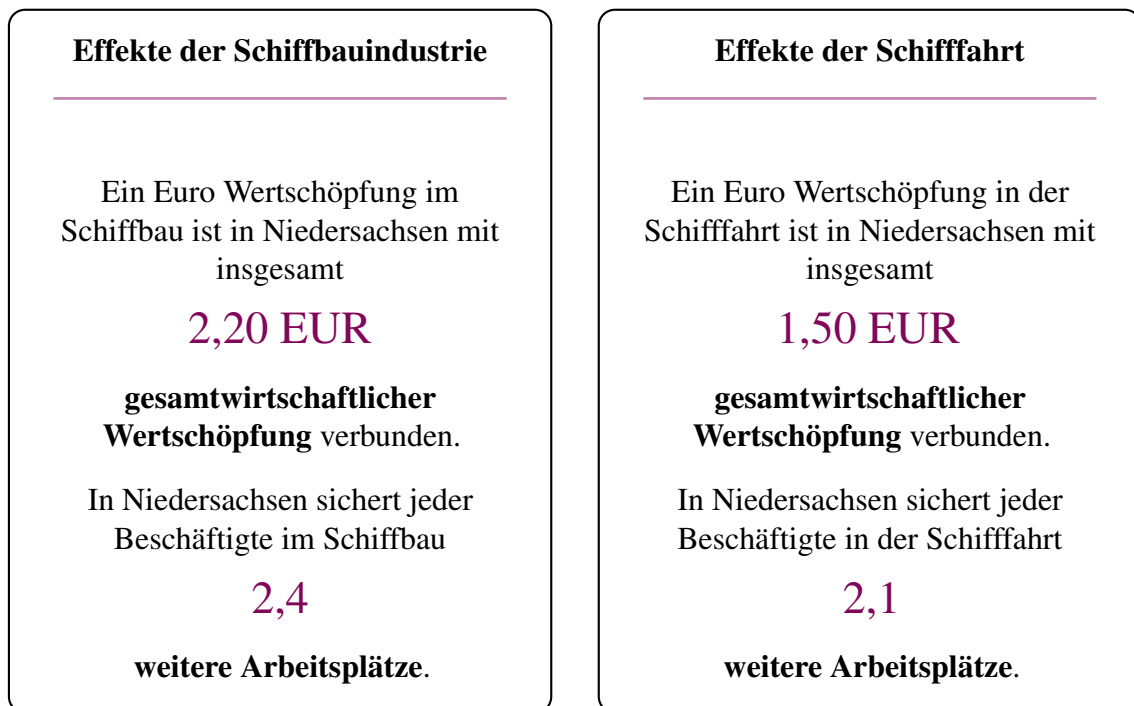 Effekte der Schiffbauindustrie
Ein Euro Wertschöpfung im
Schiffbau ist in Niedersachsen mit
insgesamt
2,20 EUR
gesamtwirtschaftlicher
Wertschöpfung verbunden.
In Niedersachsen sichert jeder
Beschäftigte im Schiffbau
2,4
weitere Arbeitsplätze.
Effekte der Schifffahrt
Ein Euro Wertschöpfung in der
Schifffahrt ist in Niedersachsen mit
insgesamt
1,50 EUR
gesamtwirtschaftlicher
Wertschöpfung verbunden.
In Niedersachsen sichert jeder
Beschäftigte in der Schifffahrt
2,1
weitere Arbeitsplätze.